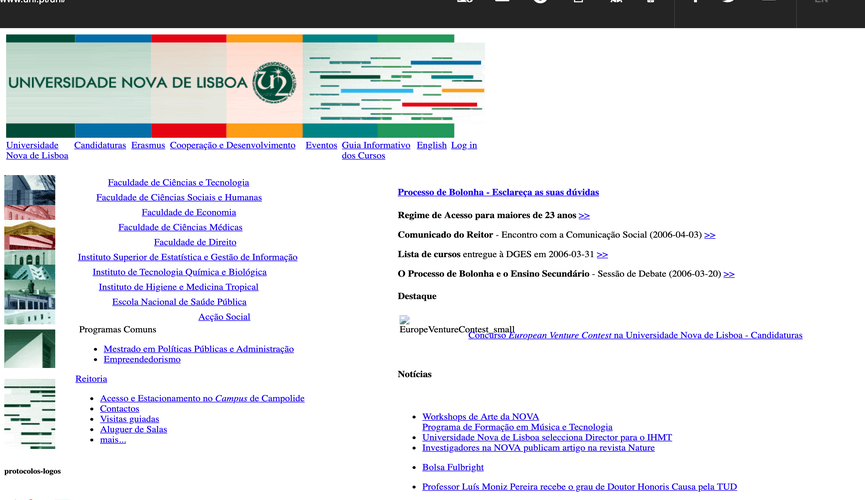 www.unl.pt/unl/
EN
UNIVERSIDADE NOVA DE LISBOA
Universidade Nova de Lisboa
Candidaturas
Erasmus
Cooperação e Desenvolvimento
Eventos
Guia Informativo dos Cursos
English
Log in
Faculdade de Ciências e Tecnologia
Faculdade de Ciências Sociais e Humanas
Faculdade de Economia
Faculdade de Ciências Médicas
Faculdade de Direito
Instituto Superior de Estatística e Gestão de Informação
Instituto de Tecnologia Química e Biológica
Instituto de Higiene e Medicina Tropical
Escola Nacional de Saúde Pública
Acção Social
Programas Comuns
Mestrado em Políticas Públicas e Administração
Empreendedorismo
Reitoria
Acesso e Estacionamento no Campus de Campolide
Contactos
Visitas guiadas
Aluguer de Salas
mais...
protocolos-logos
Processo de Bolonha - Esclareça as suas dúvidas
Regime de Acesso para maiores de 23 anos >>
Comunicado do Reitor - Encontro com a Comunicação Social (2006-04-03) >>
Lista de cursos entregue à DGES em 2006-03-31 >>
O Processo de Bolonha e o Ensino Secundário - Sessão de Debate (2006-03-20) >>
Destaque
EuropeVentureContest_small
Concurso European Venture Contest na Universidade Nova de Lisboa - Candidaturas
Notícias
Workshops de Arte da NOVA
Programa de Formação em Música e Tecnologia
Universidade Nova de Lisboa selecciona Director para o IHMT
Investigadores na NOVA publicam artigo na revista Nature
Bolsa Fulbright
Professor Luís Moniz Pereira recebe o grau de Doutor Honoris Causa pela TUD